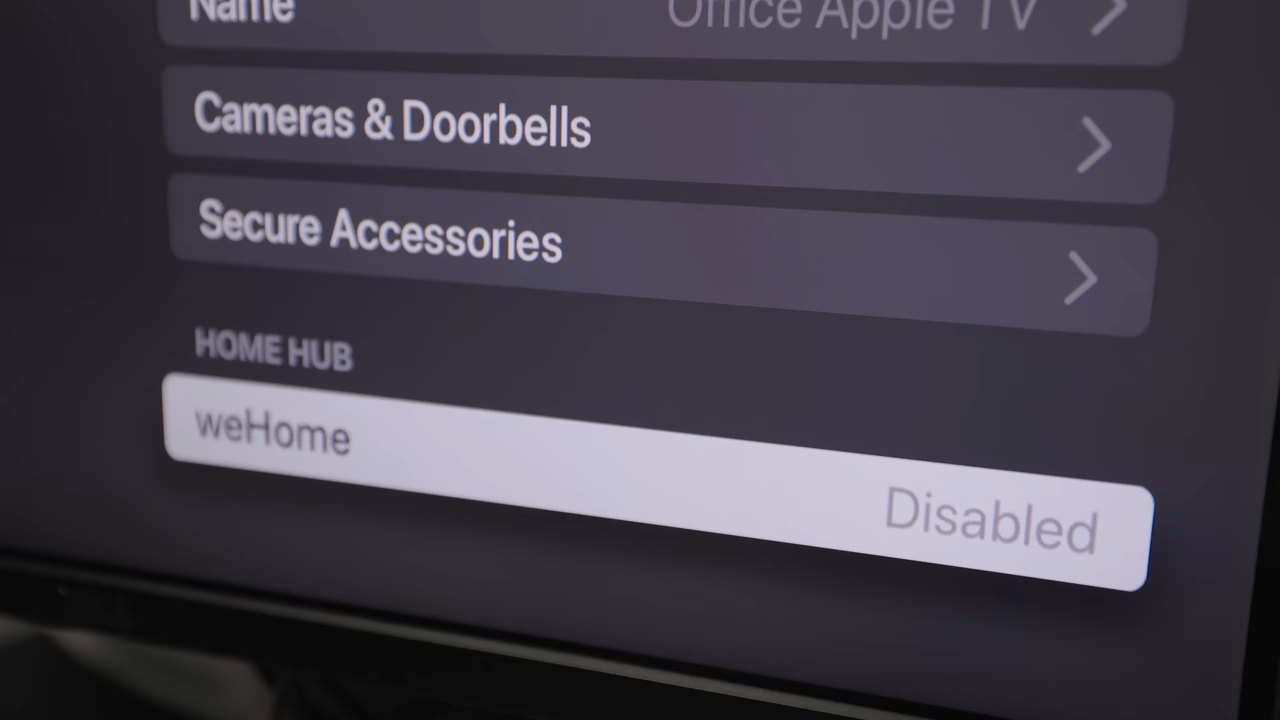 Name Office Apple TV
Cameras & Doorbells
Secure Accessories
HOME HUB
weHome Disabled